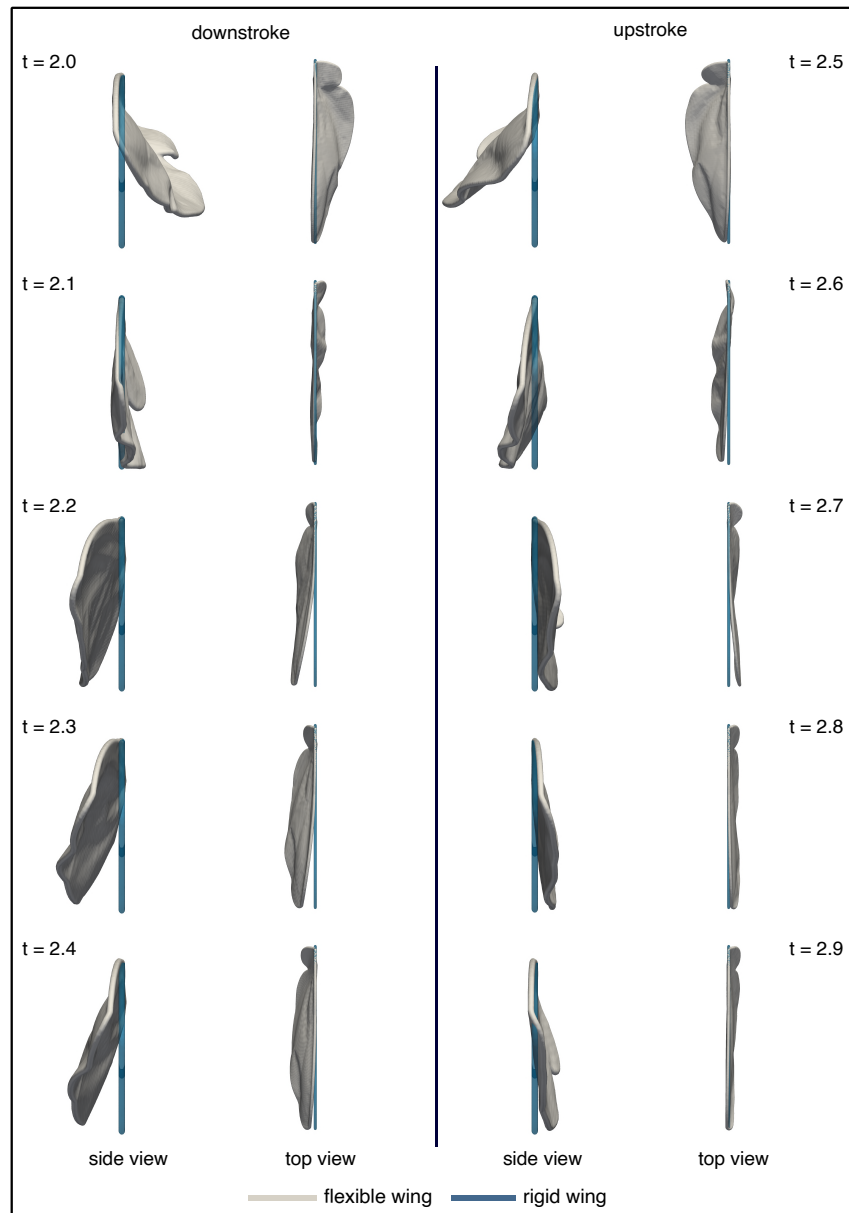 downstroke
upstroke
t = 2.0
t = 2.5
t = 2.1
t = 2.6
t = 2.2
t = 2.7
t = 2.3
t = 2.8
t = 2.4
t = 2.9
side view
top view
side view
top view
flexible wing
rigid wing